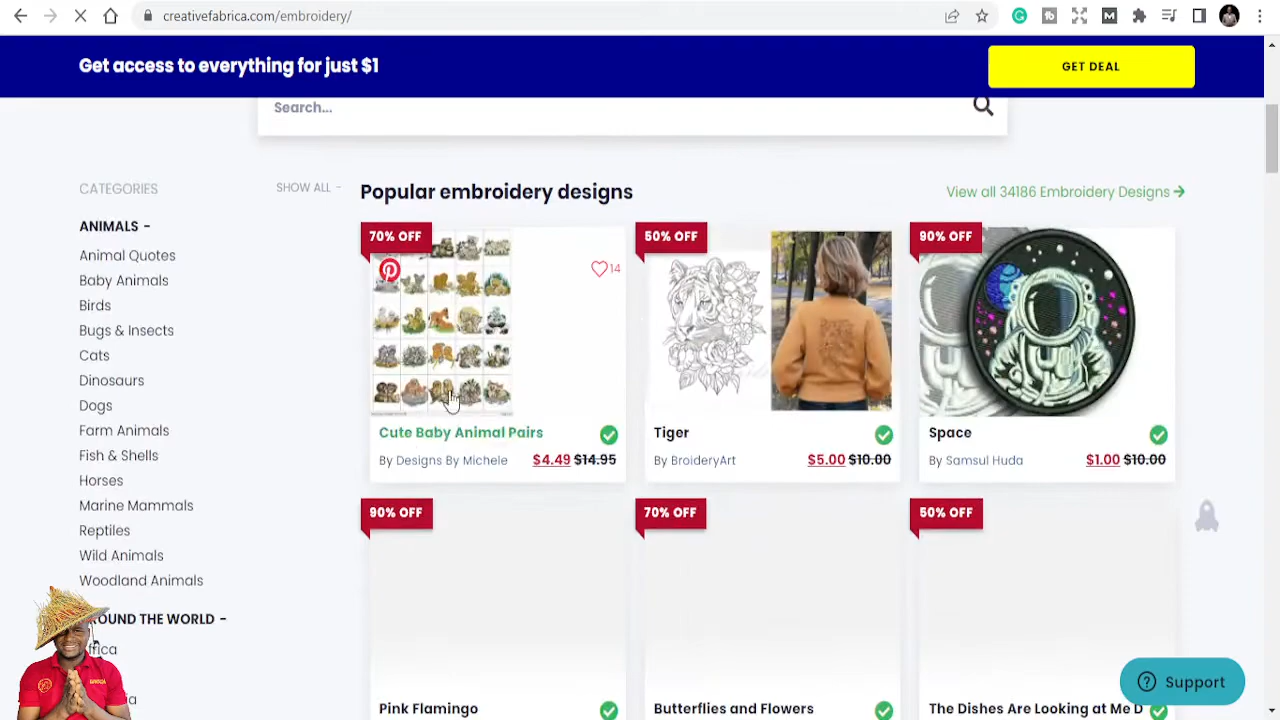 creativefabrica.com/embroidery/
Get access to everything for just $1
GET DEAL
Search...
CATEGORIES
SHOW ALL -
ANIMALS -
Animal Quotes
Baby Animals
Birds
Bugs & Insects
Cats
Dinosaurs
Dogs
Farm Animals
Fish & Shells
Horses
Marine Mammals
Reptiles
Wild Animals
Woodland Animals
OUND THE WORLD -
frica
Popular embroidery designs
View all 34186 Embroidery Designs →
70% OFF
14
Cute Baby Animal Pairs
By Designs By Michele $4.49 $14.95
50% OFF
Tiger
By BroideryArt $5.00 $10.00
90% OFF
Space
By Samsul Huda $1.00 $10.00
90% OFF
Pink Flamingo
70% OFF
Butterflies and Flowers
50% OFF
The Dishes Are Looking at Me D
Support